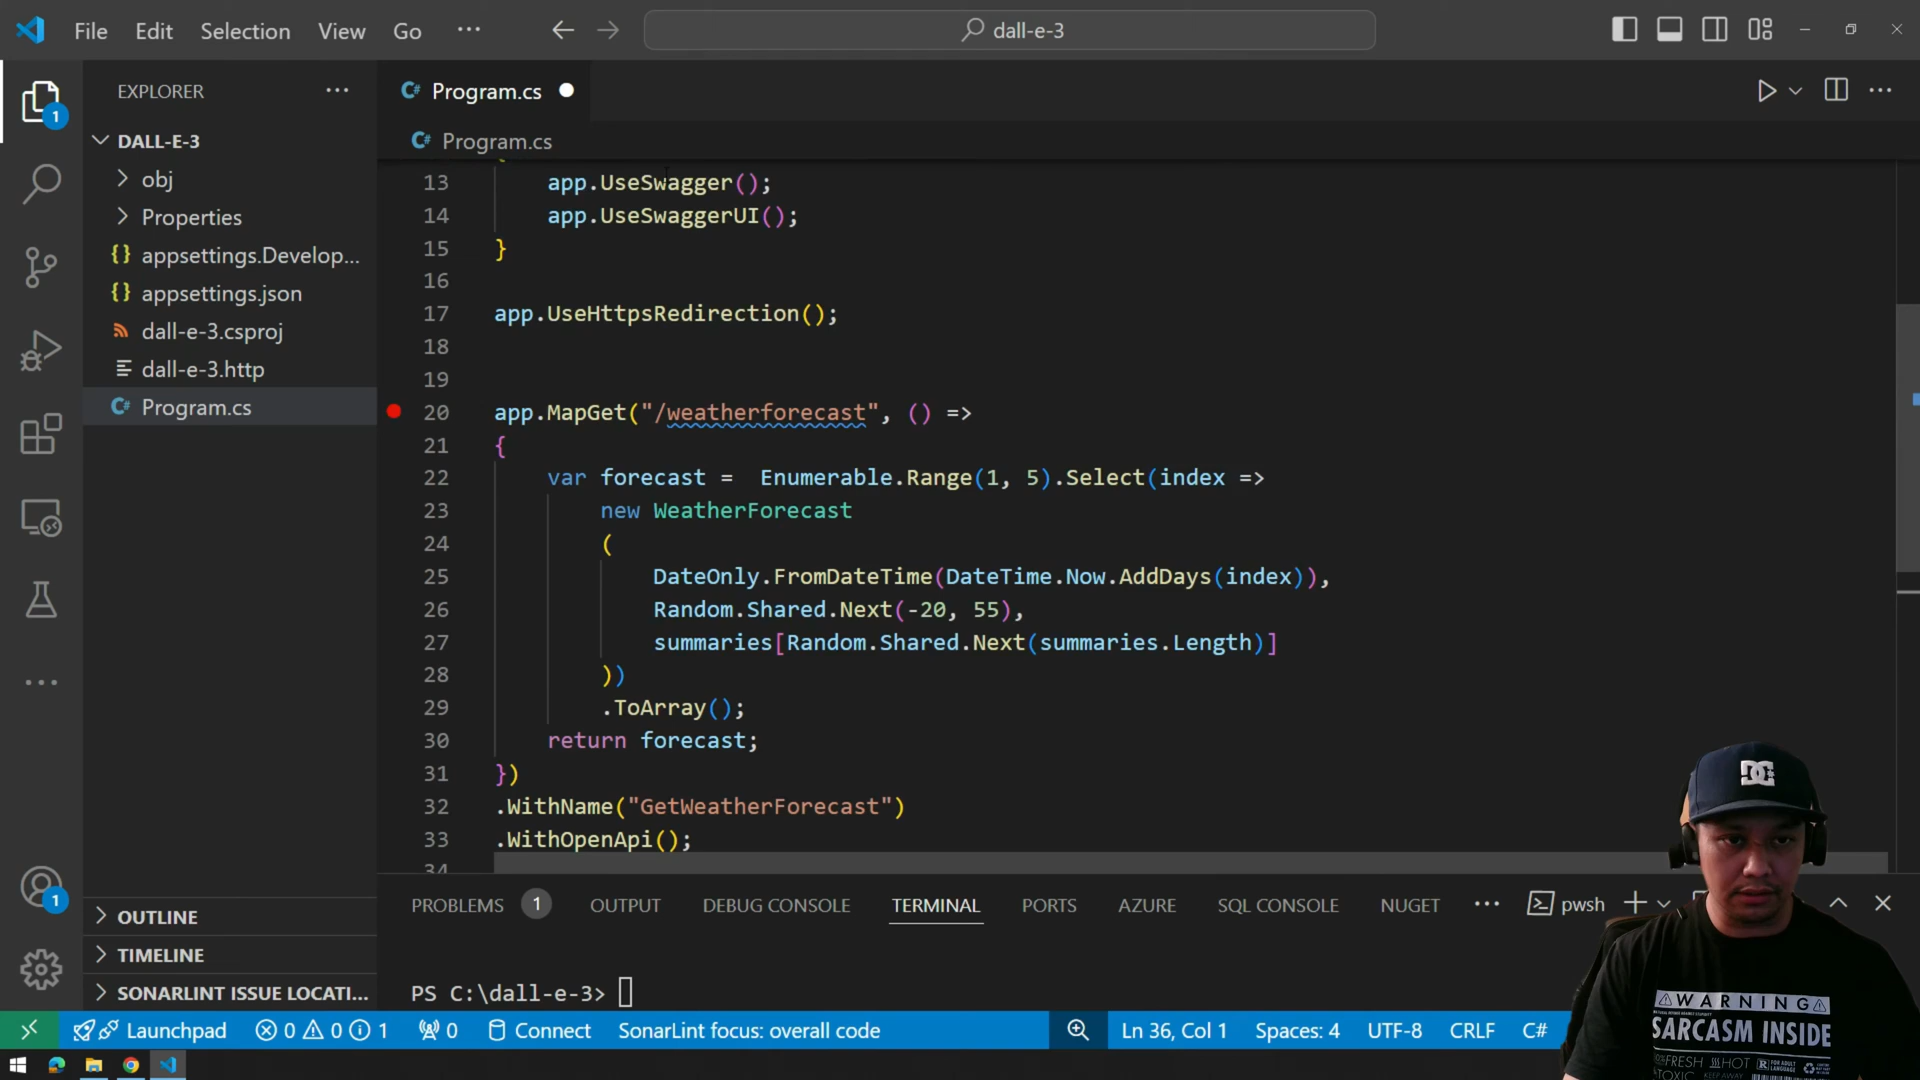 File Edit Selection View Go ··· dall-e-3
EXPLORER ···
1
DALL-E-3
obj
Properties
{} appsettings.Develop...
{} appsettings.json
dall-e-3.csproj
dall-e-3.http
C# Program.cs
C# Program.cs
C# Program.cs
13 app.UseSwagger();
14 app.UseSwaggerUI();
15 }
16
17 app.UseHttpsRedirection();
18
19
20 app.MapGet("/weatherforecast", () =>
21 {
22 var forecast = Enumerable.Range(1, 5).Select(index =>
23 new WeatherForecast
24 (
25 DateOnly.FromDateTime(DateTime.Now.AddDays(index)),
26 Random.Shared.Next(-20, 55),
27 summaries[Random.Shared.Next(summaries.Length)]
28 ))
29 .ToArray();
30 return forecast;
31 })
32 .WithName("GetWeatherForecast")
33 .WithOpenApi();
34
1
OUTLINE
TIMELINE
SONARLINT ISSUE LOCATI...
PROBLEMS 1 OUTPUT DEBUG CONSOLE TERMINAL PORTS AZURE SQL CONSOLE NUGET ··· pwsh
PS C:\dall-e-3>
Launchpad 0 0 1 0 Connect SonarLint focus: overall code Ln 36, Col 1 Spaces: 4 UTF-8 CRLF C#
DC
WARNING
SARCASM INSIDE
FRESH HOT